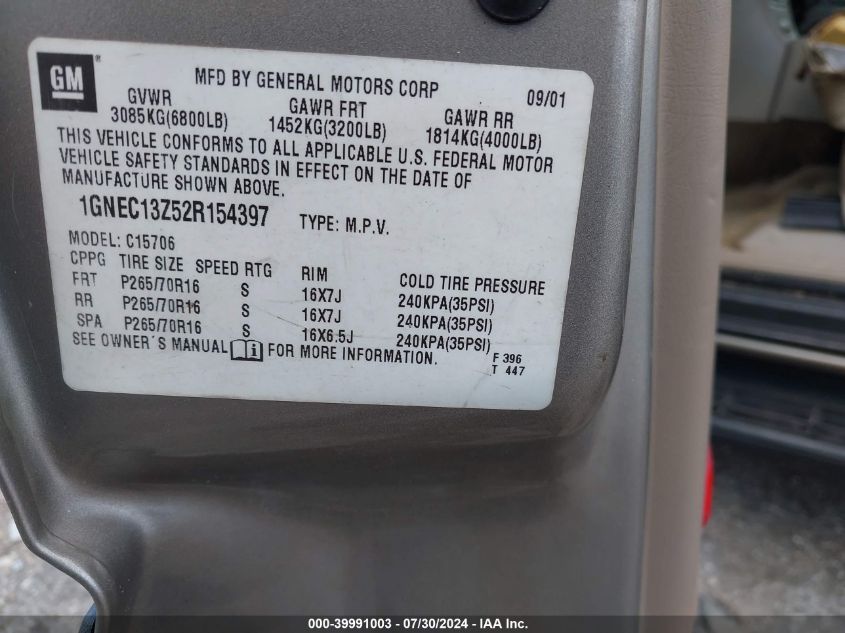 GM ®
MFD BY GENERAL MOTORS CORP 09/01
GVWR GAWR FRT GAWR RR
3085KG(6800LB) 1452KG(3200LB) 1814KG(4000LB)
THIS VEHICLE CONFORMS TO ALL APPLICABLE U.S. FEDERAL MOTOR
VEHICLE SAFETY STANDARDS IN EFFECT ON THE DATE OF
MANUFACTURE SHOWN ABOVE.
1GNEC13Z52R154397 TYPE: M.P.V.
MODEL: C15706
CPPG TIRE SIZE SPEED RTG RIM COLD TIRE PRESSURE
FRT P265/70R16 S 16X7J 240KPA(35PSI)
RR P265/70R16 S 16X7J 240KPA(35PSI)
SPA P265/70R16 S 16X6.5J 240KPA(35PSI)
SEE OWNER'S MANUAL i FOR MORE INFORMATION.
F 396
T 447
000-39991003 / 07/30/2024 - IAA Inc.